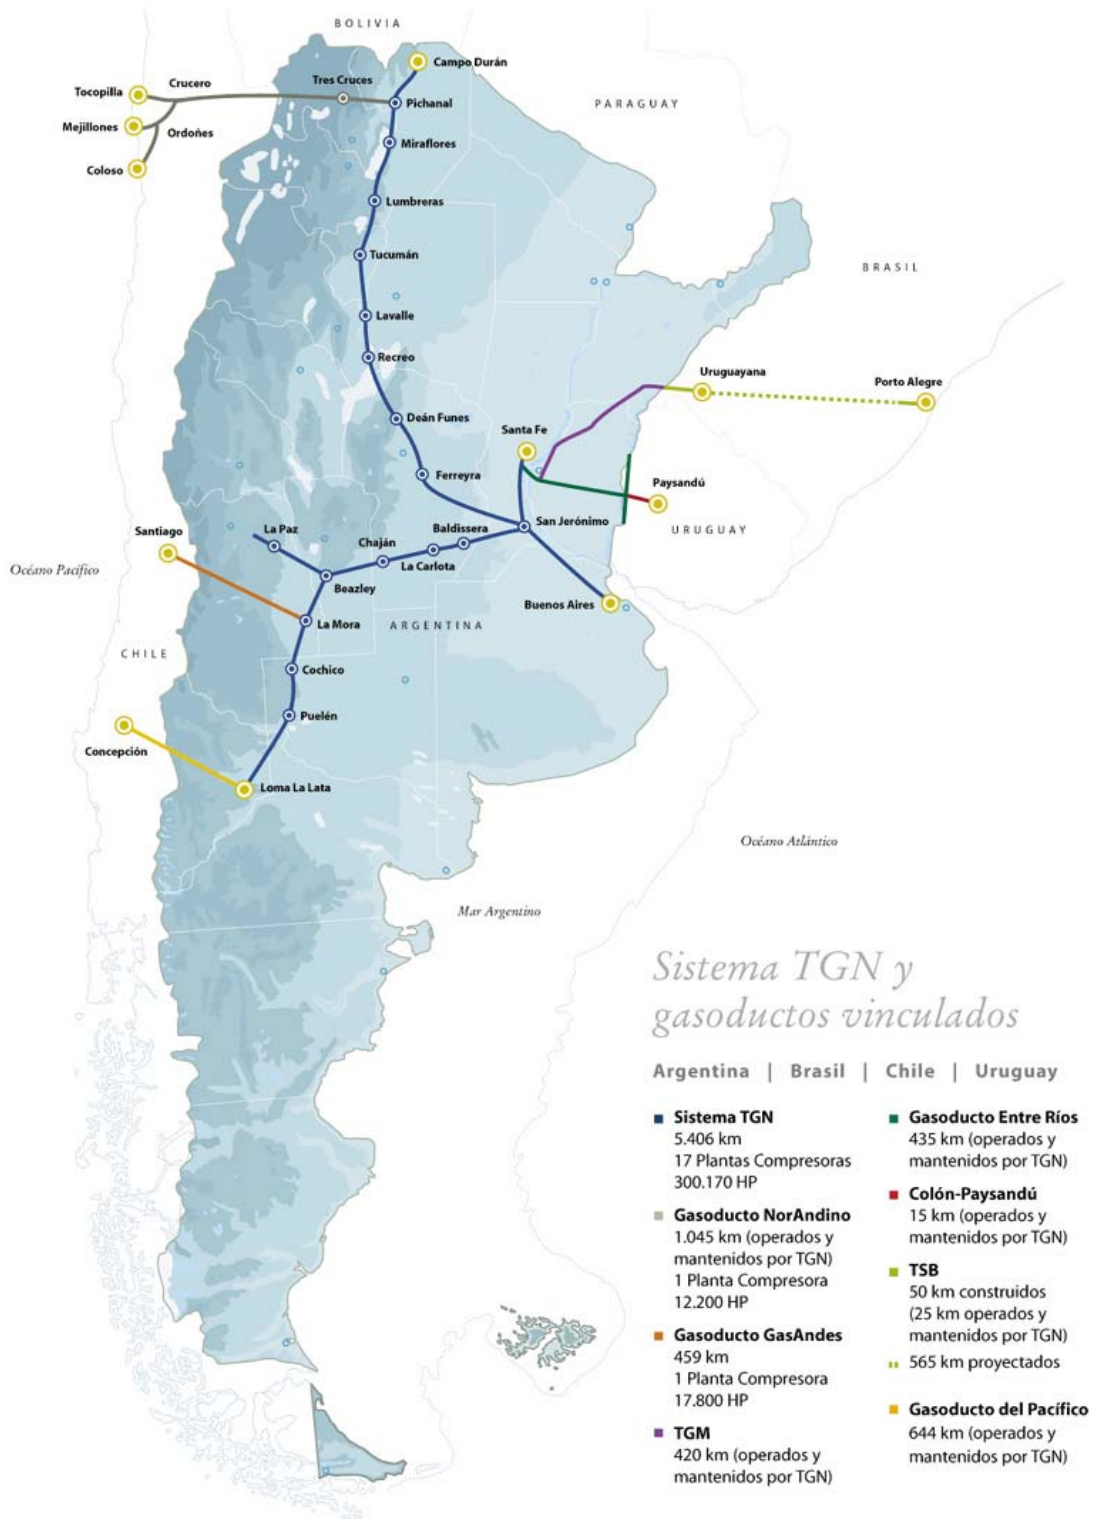 BOLIVIA
Campo Durán
Tres Cruces
Crucero
Tocopilla
Pichanal
PARAGUAY
Mejillones
Ordoñes
Miraflores
Coloso
Lumbreras
Tucumán
BRASIL
Lavalle
Recreo
Uruguayana
Porto Alegre
Deán Funes
Santa Fe
Ferreyra
Paysandú
San Jerónimo
URUGUAY
Santiago
La Paz
Baldissera
Chaján
La Carlota
Océano Pacífico
Beazley
Buenos Aires
La Mora
ARGENTINA
CHILE
Cochico
Puelén
Concepción
Loma La Lata
Océano Atlántico
Mar Argentino
Sistema TGN y
gasoductos vinculados
Argentina | Brasil | Chile | Uruguay
Sistema TGN
5.406 km
17 Plantas Compresoras
300.170 HP
Gasoducto NorAndino
1.045 km (operados y
mantenidos por TGN)
1 Planta Compresora
12.200 HP
Gasoducto GasAndes
459 km
1 Planta Compresora
17.800 HP
TGM
420 km (operados y
mantenidos por TGN)
Gasoducto Entre Ríos
435 km (operados y
mantenidos por TGN)
Colón-Paysandú
15 km (operados y
mantenidos por TGN)
TSB
50 km construidos
(25 km operados y
mantenidos por TGN)
565 km proyectados
Gasoducto del Pacífico
644 km (operados y
mantenidos por TGN)